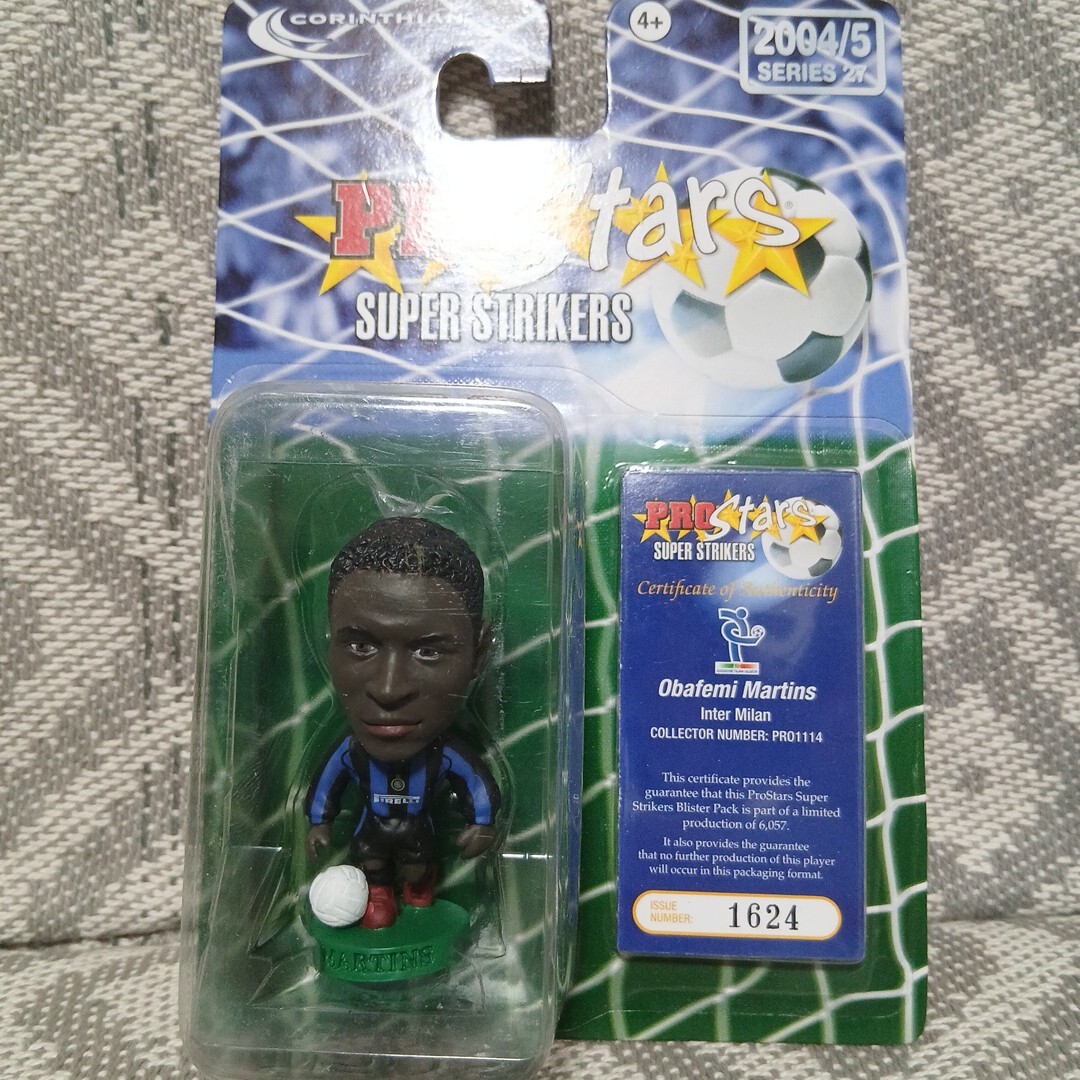 CORINTHIAN
4+
2004/5
SERIES 27
Stars
SUPER STRIKERS
PROStars
SUPER STRIKERS
Certificate of Authenticity
Obafemi Martins
Inter Milan
COLLECTOR NUMBER: PRO1114
This certificate provides the
guarantee that this ProStars Super
Strikers Blister Pack is part of a limited
production of 6,057.
It also provides the guarantee
that no further production of this player
will occur in this packaging format.
ISSUE
NUMBER: 1624
PIRELLI
MARTINS